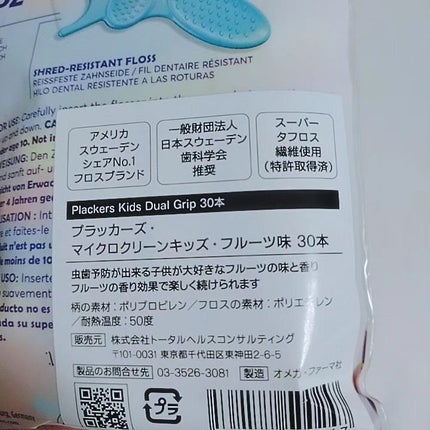 SHRED-RESISTANT FLOSS
REISSFESTE ZAHNSEIDE / FIL DENTAIRE RÉSISTANT
HILO DENTAL RESISTENTE A LAS ROTURAS
Carefully insert the
and down.
アメリカ
スウェーデン
シェアNo.1
フロスブランド
一般財団法人
日本スウェーデン
歯科学会
推奨
スーパー
タフロス
繊維使用
(特許取得済)
Plackers Kids Dual Grip 30本
プラッカーズ・
マイクロクリーンキッズ・フルーツ味 30本
虫歯予防が出来る子供が大好きなフルーツの味と香り
フルーツの香り効果で楽しく続けられます
柄の素材:ポリプロピレン/フロスの素材:ポリエチレン
/耐熱温度:50度
販売元 株式会社トータルヘルスコンサルティング
〒101-0031 東京都千代田区東神田2-6-5
製品のお問合せ先 03-3526-3081 製造 オメガ・ファーマ社
プラ